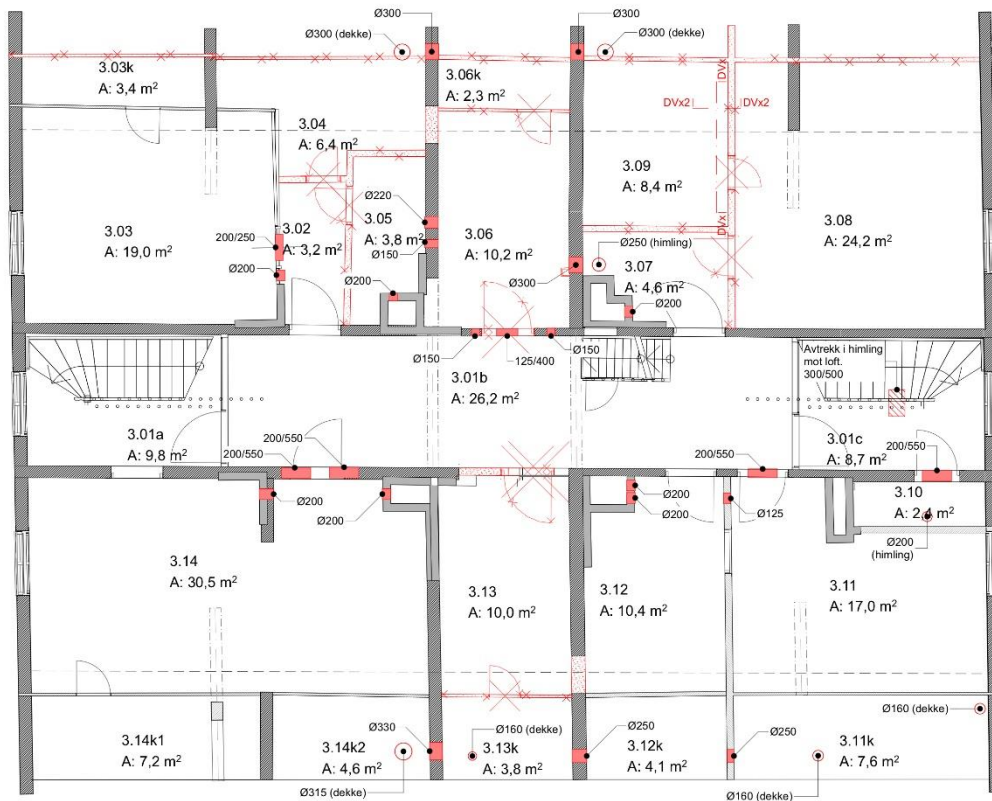 Ø300
Ø300
Ø300 (dekke)
Ø300 (dekke)
3.03k
A: 3,4 m²
3.06k
A: 2,3 m²
DVx
DVx2
DVx2
3.04
A: 6,4 m²
3.09
A: 8,4 m²
3.03
A: 19,0 m²
3.02
A: 3,2 m²
3.05
A: 3,8 m²
Ø220
Ø150
3.06
A: 10,2 m²
3.08
A: 24,2 m²
DVx
200/250
Ø200
Ø200
Ø250 (himling)
3.07
A: 4,6 m²
Ø300
Ø200
Ø150
125/400
Ø150
Avtrekk i himling
mot loft.
300/500
3.01b
A: 26,2 m²
3.01a
A: 9,8 m²
3.01c
A: 8,7 m²
200/550
200/550
200/550
200/550
Ø200
Ø200
Ø200
Ø200
Ø125
3.10
A: 2,4 m²
Ø200
(himling)
3.14
A: 30,5 m²
3.13
A: 10,0 m²
3.12
A: 10,4 m²
3.11
A: 17,0 m²
Ø160 (dekke)
Ø330
Ø160 (dekke)
Ø250
Ø250
3.14k1
A: 7,2 m²
3.14k2
A: 4,6 m²
3.13k
A: 3,8 m²
3.12k
A: 4,1 m²
3.11k
A: 7,6 m²
Ø315 (dekke)
Ø160 (dekke)